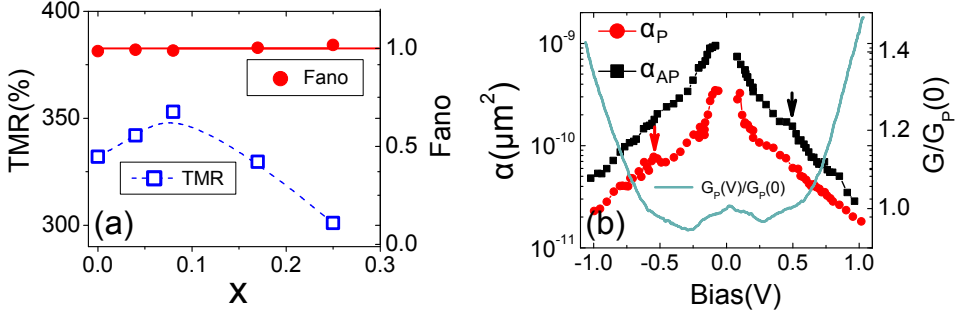 400
350
300
TMR(%)
Fano
TMR
(a)
1.0
0.5
0.0
Fano
0.0 0.1 0.2 0.3
x
α_P
α_AP
10⁻⁹
10⁻¹⁰
10⁻¹¹
α(μm²)
G_P(V)/G_P(0)
(b)
1.4
1.2
1.0
G/G_P(0)
-1.0 -0.5 0.0 0.5 1.0
Bias(V)